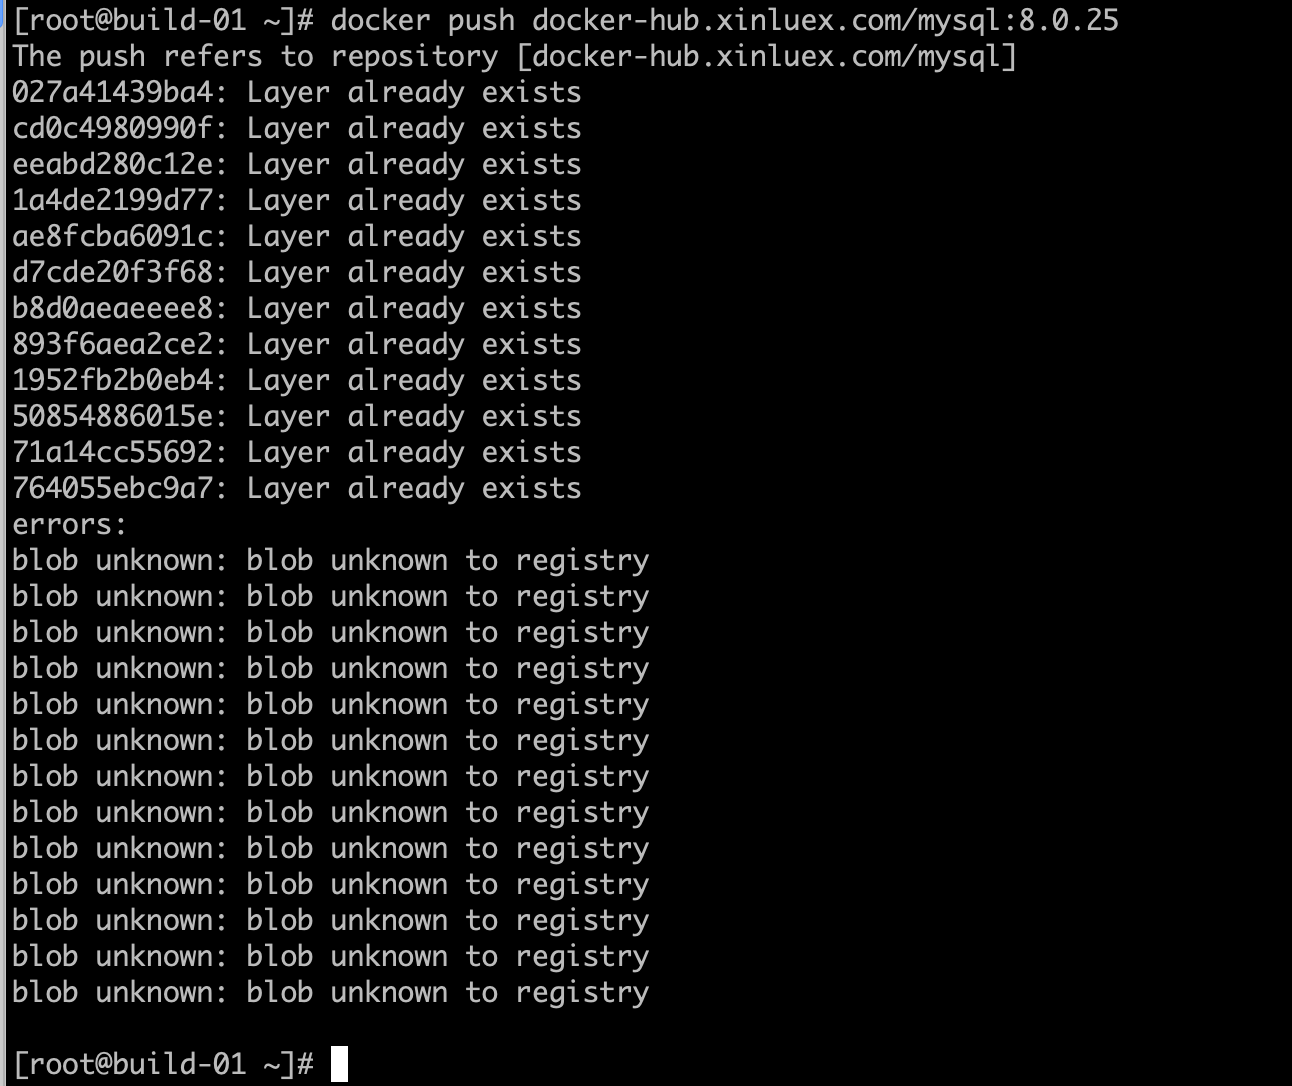 [root@build-01 ~]# docker push docker-hub.xinluex.com/mysql:8.0.25
The push refers to repository [docker-hub.xinluex.com/mysql]
027a41439ba4: Layer already exists
cd0c4980990f: Layer already exists
eeabd280c12e: Layer already exists
1a4de2199d77: Layer already exists
ae8fcba6091c: Layer already exists
d7cde20f3f68: Layer already exists
b8d0aeaeeee8: Layer already exists
893f6aea2ce2: Layer already exists
1952fb2b0eb4: Layer already exists
50854886015e: Layer already exists
71a14cc55692: Layer already exists
764055ebc9a7: Layer already exists
errors:
blob unknown: blob unknown to registry
blob unknown: blob unknown to registry
blob unknown: blob unknown to registry
blob unknown: blob unknown to registry
blob unknown: blob unknown to registry
blob unknown: blob unknown to registry
blob unknown: blob unknown to registry
blob unknown: blob unknown to registry
blob unknown: blob unknown to registry
blob unknown: blob unknown to registry
blob unknown: blob unknown to registry
blob unknown: blob unknown to registry
blob unknown: blob unknown to registry
[root@build-01 ~]#